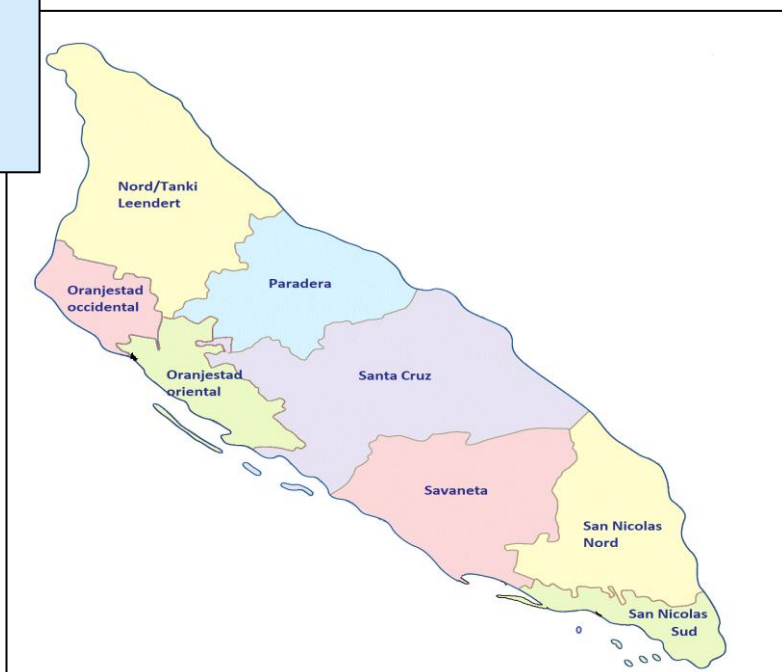 Nord/Tanki
Leendert
Paradera
Oranjestad
occidental
Oranjestad
oriental
Santa Cruz
Savaneta
San Nicolas
Nord
San Nicolas
Sud